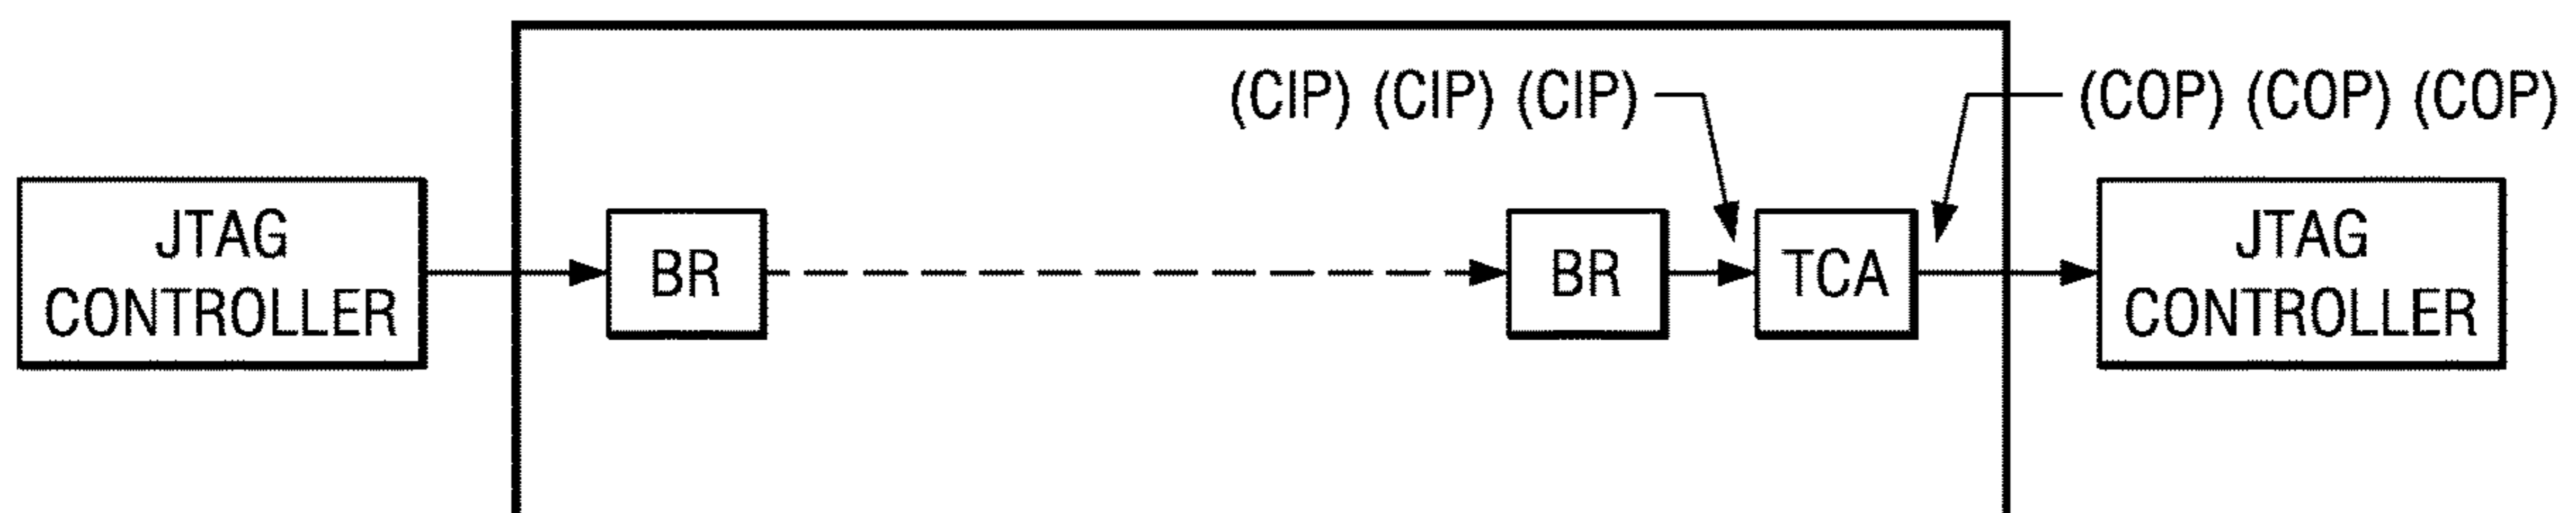 (CIP) (CIP) (CIP)
(COP) (COP) (COP)
JTAG
CONTROLLER
BR
BR
TCA
JTAG
CONTROLLER